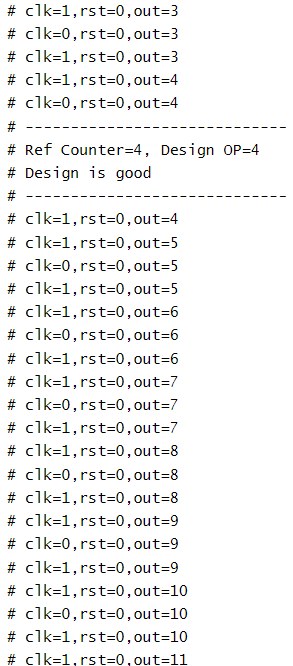 # clk=1,rst=0,out=3
# clk=0,rst=0,out=3
# clk=1,rst=0,out=3
# clk=1,rst=0,out=4
# clk=0,rst=0,out=4
# -----------------------------
# Ref Counter=4, Design OP=4
# Design is good
# -----------------------------
# clk=1,rst=0,out=4
# clk=1,rst=0,out=5
# clk=0,rst=0,out=5
# clk=1,rst=0,out=5
# clk=1,rst=0,out=6
# clk=0,rst=0,out=6
# clk=1,rst=0,out=6
# clk=1,rst=0,out=7
# clk=0,rst=0,out=7
# clk=1,rst=0,out=7
# clk=1,rst=0,out=8
# clk=0,rst=0,out=8
# clk=1,rst=0,out=8
# clk=1,rst=0,out=9
# clk=0,rst=0,out=9
# clk=1,rst=0,out=9
# clk=1,rst=0,out=10
# clk=0,rst=0,out=10
# clk=1,rst=0,out=10
# clk=1,rst=0,out=11